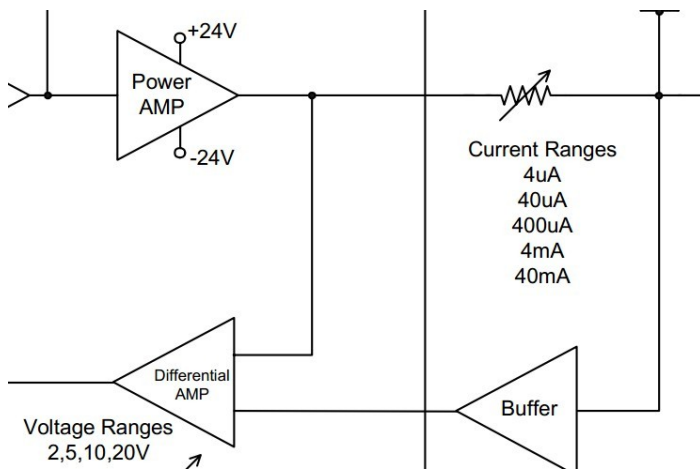 +24V
Power
AMP
-24V
Current Ranges
4uA
40uA
400uA
4mA
40mA
Differential
AMP
Buffer
Voltage Ranges
2,5,10,20V